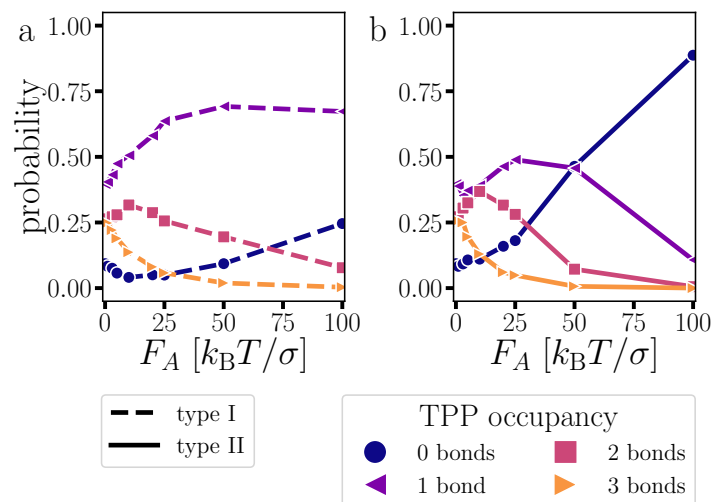 a
b
probability
1.00
0.75
0.50
0.25
0.00
1.00
0.75
0.50
0.25
0.00
0 25 50 75 100
0 25 50 75 100
F_A [k_BT/σ]
F_A [k_BT/σ]
type I
type II
TPP occupancy
0 bonds
1 bond
2 bonds
3 bonds